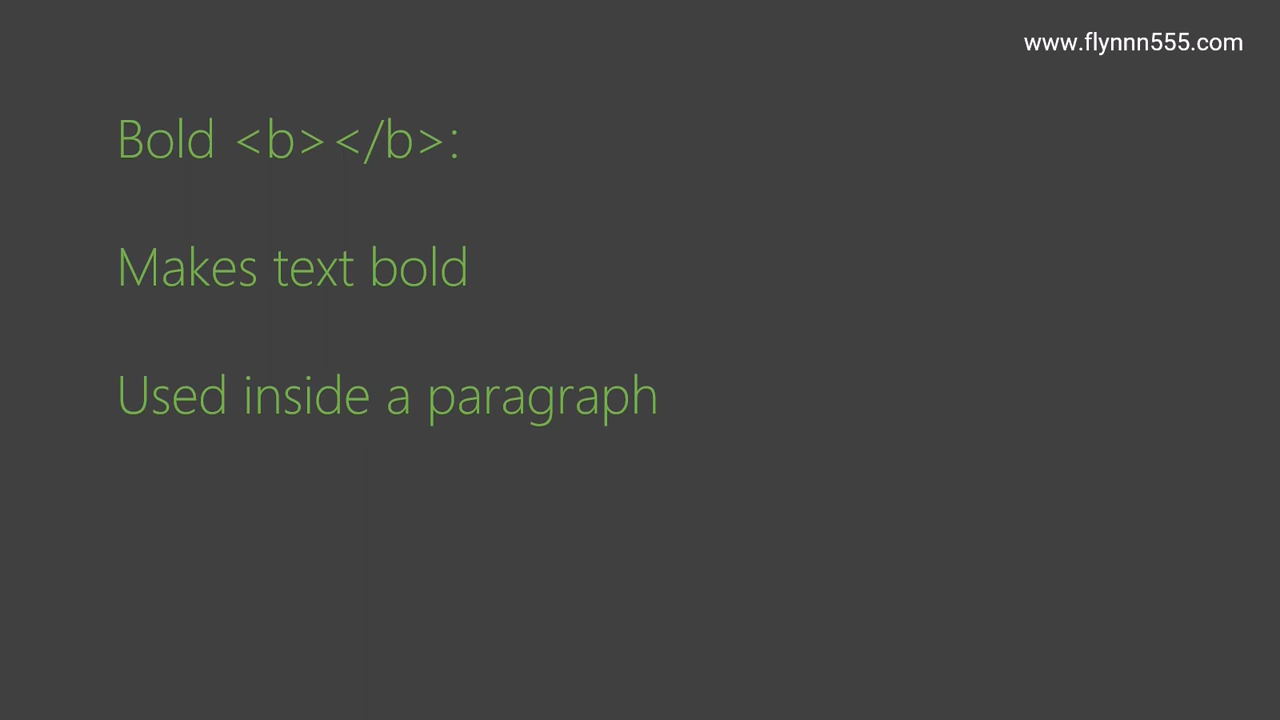 www.flynnn555.com
Bold <b></b>:
Makes text bold
Used inside a paragraph